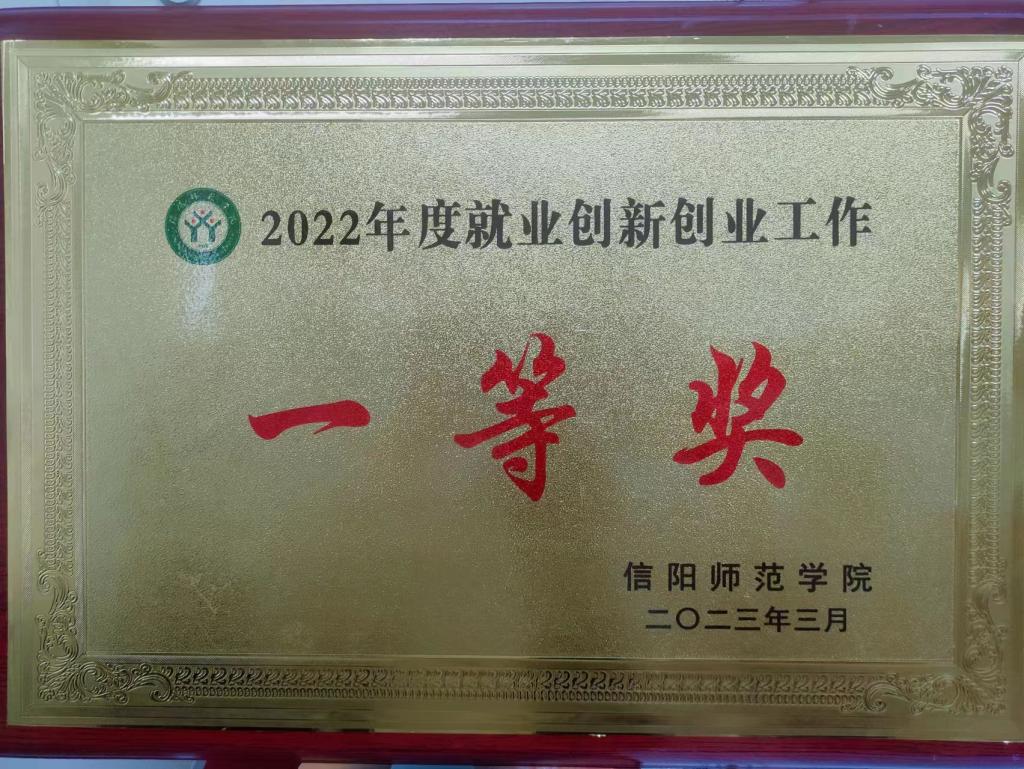 2022年度就业创新创业工作
一等奖
信阳师范学院
二〇二三年三月